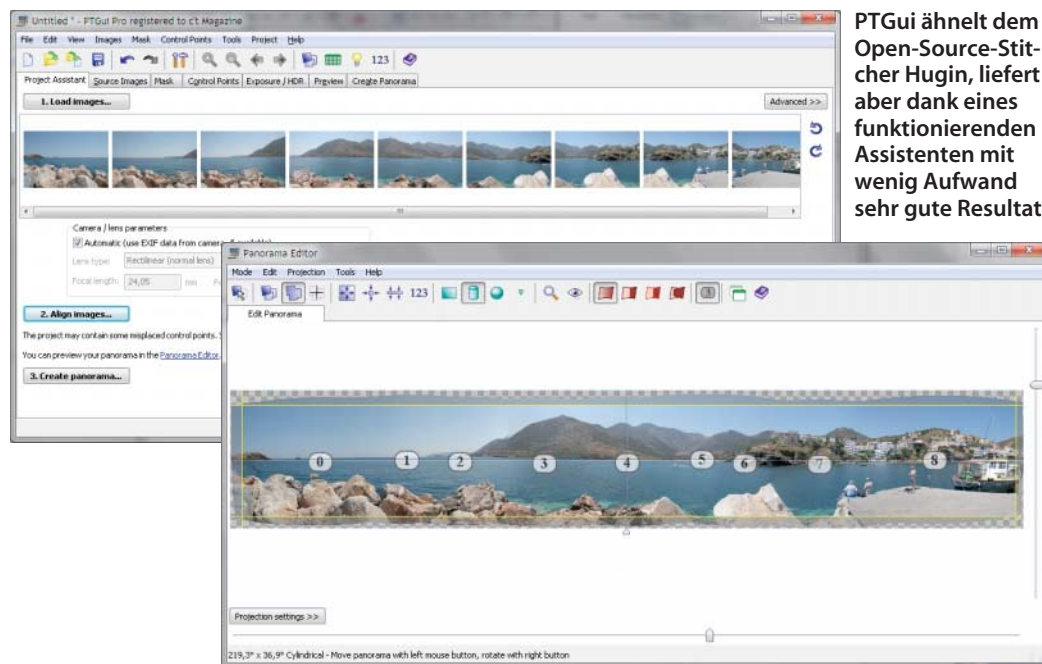 Untitled * - PTGui Pro registered to c't Magazine
File Edit View Images Mask Control Points Tools Project Help
123
Project Assistant Source Images Mask Control Points Exposure / HDR Preview Create Panorama
1. Load images...
Advanced >>
Camera / lens parameters
Automatic (use EXIF data from camera, if available)
Lens type: Rectilinear (normal lens)
Focal length: 24,05 mm
2. Align images...
The project may contain some misplaced control points.
You can preview your panorama in the Panorama Editor.
3. Create panorama...
PTGui ähnelt dem
Open-Source-Stit-
cher Hugin, liefert
aber dank eines
funktionierenden
Assistenten mit
wenig Aufwand
sehr gute Resultat
Panorama Editor
Mode Edit Projection Tools Help
123
Edit Panorama
0 1 2 3 4 5 6 7 8
Projection settings >>
219,3° x 36,9° Cylindrical - Move panorama with left mouse button, rotate with right button